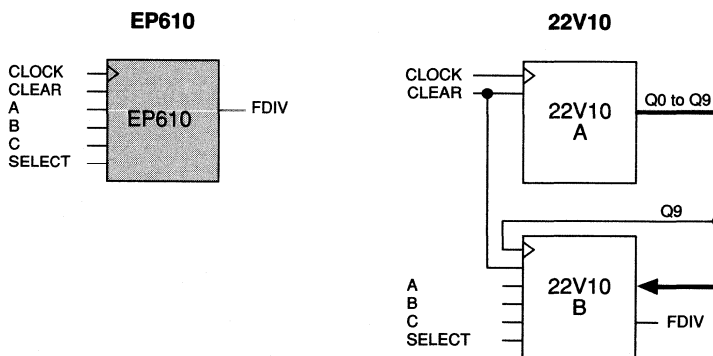 EP610
CLOCK
CLEAR
A
B
C
SELECT
EP610
FDIV
22V10
CLOCK
CLEAR
22V10
A
Q0 to Q9
Q9
A
B
C
SELECT
22V10
B
FDIV